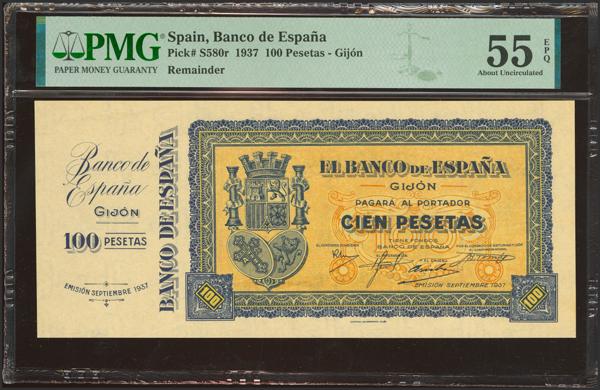 PMG
PAPER MONEY GUARANTY
Spain, Banco de España
Pick# S580r 1937 100 Pesetas - Gijón
Remainder
55
EPQ
About Uncirculated
Banco de
España
GIJÓN
100 PESETAS
EMISIÓN SEPTIEMBRE 1937
BANCO DE ESPAÑA
EL BANCO DE ESPAÑA
GIJÓN
PAGARÁ AL PORTADOR
CIEN PESETAS
TIENE FONDOS
BANCO DE ESPAÑA
EMISIÓN SEPTIEMBRE 1937
100
100